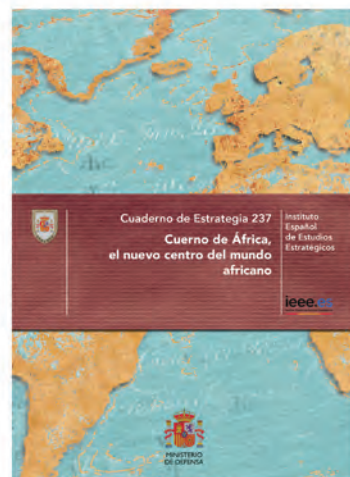 Cuaderno de Estrategia 237
Cuerno de África,
el nuevo centro del mundo
africano
Instituto
Español
de Estudios
Estratégicos
ieee.es
MINISTERIO
DE DEFENSA